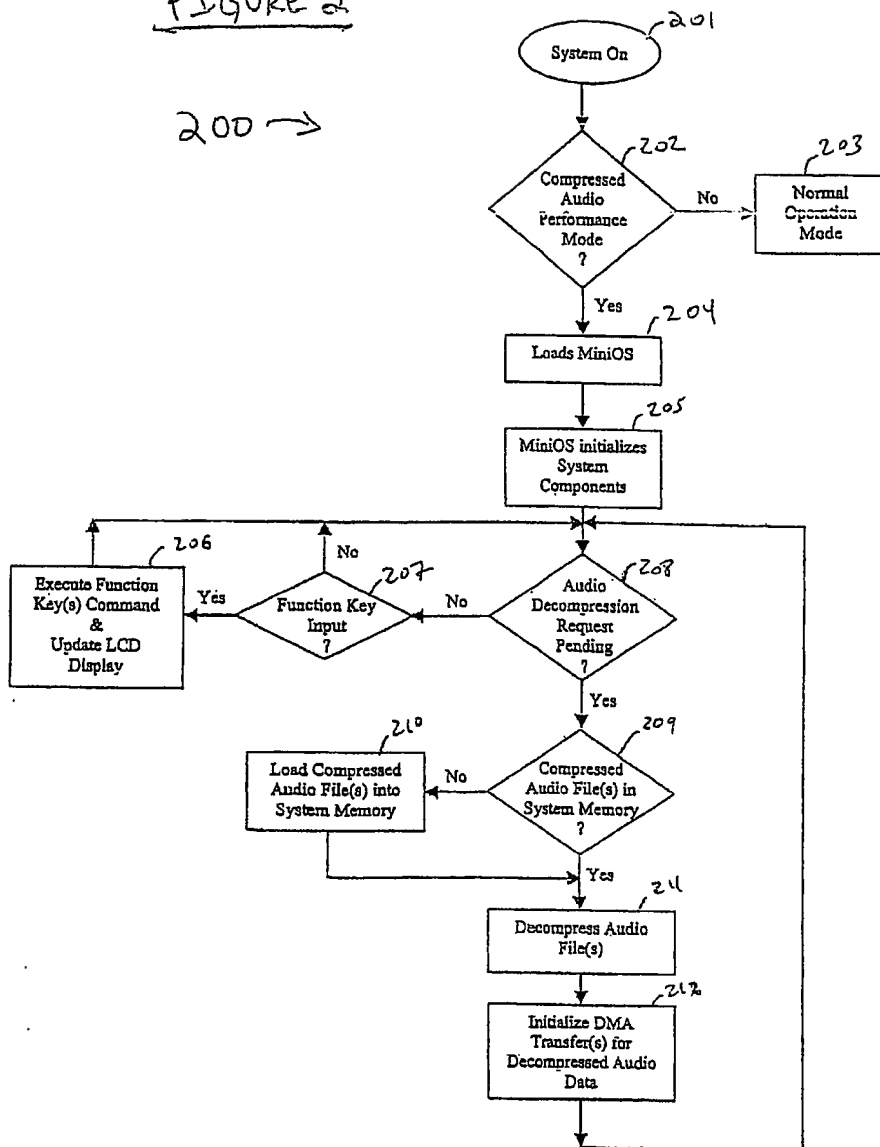 FIGURE 2
201
System On
200
202
203
Compressed
Audio
Performance
Mode
?
No
Normal
Operation
Mode
Yes
204
Loads MiniOS
205
MiniOS initializes
System
Components
206
No
207
208
Execute Function
Key(s) Command
&
Update LCD
Display
Yes
Function Key
Input
?
No
Audio
Decompression
Request
Pending
?
Yes
210
209
Load Compressed
Audio File(s) into
System Memory
No
Compressed
Audio File(s) in
System Memory
?
Yes
211
Decompress Audio
File(s)
212
Initialize DMA
Transfer(s) for
Decompressed Audio
Data